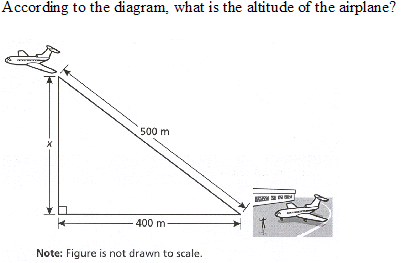 According to the diagram, what is the altitude of the airplane?
500 m
x
400 m
Note: Figure is not drawn to scale.